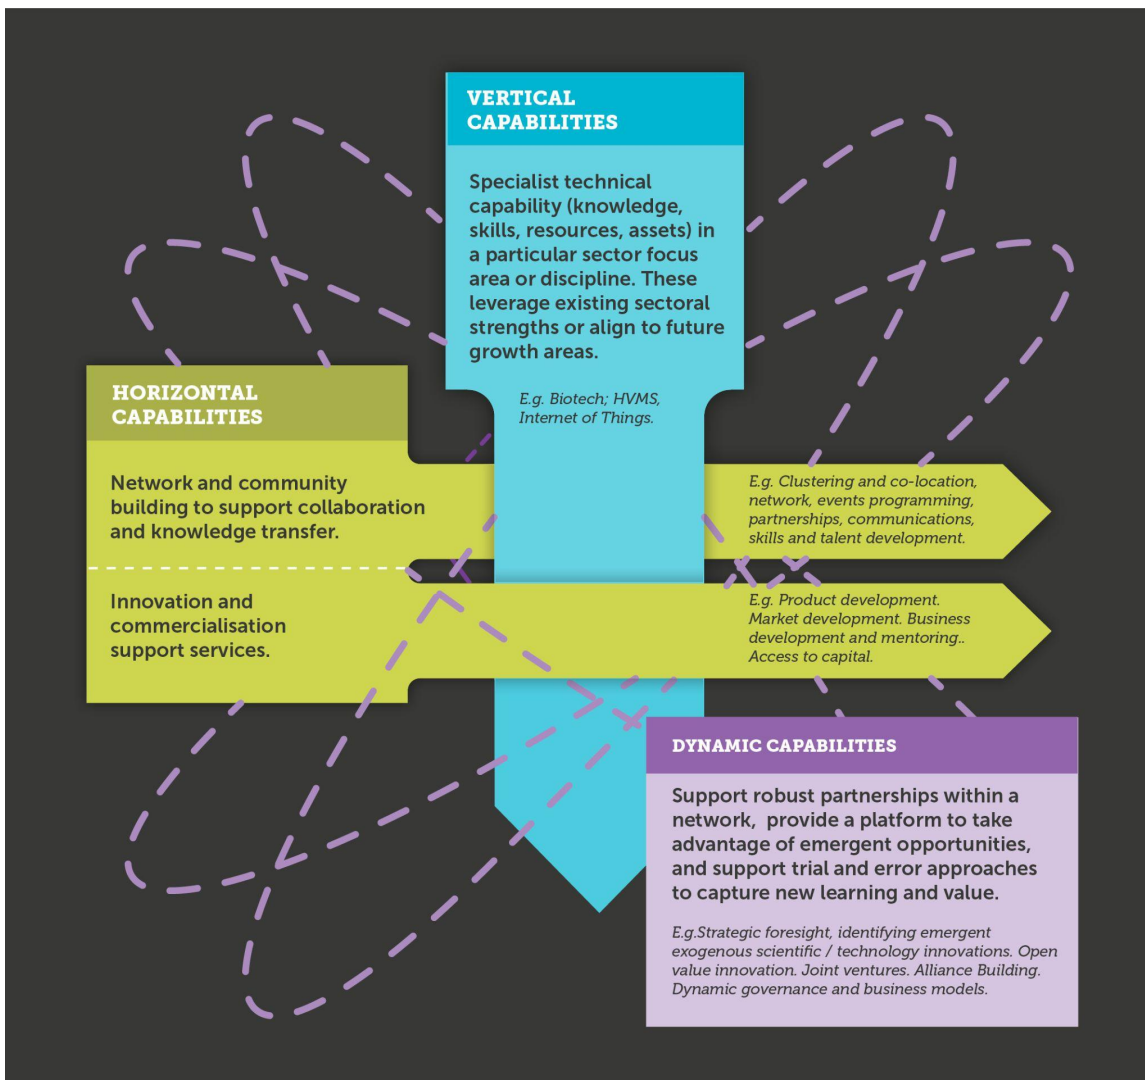 VERTICAL
CAPABILITIES
Specialist technical
capability (knowledge,
skills, resources, assets) in
a particular sector focus
area or discipline. These
leverage existing sectoral
strengths or align to future
growth areas.
E.g. Biotech; HVMS,
Internet of Things.
HORIZONTAL
CAPABILITIES
Network and community
building to support collaboration
and knowledge transfer.
E.g. Clustering and co-location,
network, events programming,
partnerships, communications,
skills and talent development.
Innovation and
commercialisation
support services.
E.g. Product development.
Market development. Business
development and mentoring..
Access to capital.
DYNAMIC CAPABILITIES
Support robust partnerships within a
network, provide a platform to take
advantage of emergent opportunities,
and support trial and error approaches
to capture new learning and value.
E.g.Strategic foresight, identifying emergent
exogenous scientific / technology innovations. Open
value innovation. Joint ventures. Alliance Building.
Dynamic governance and business models.